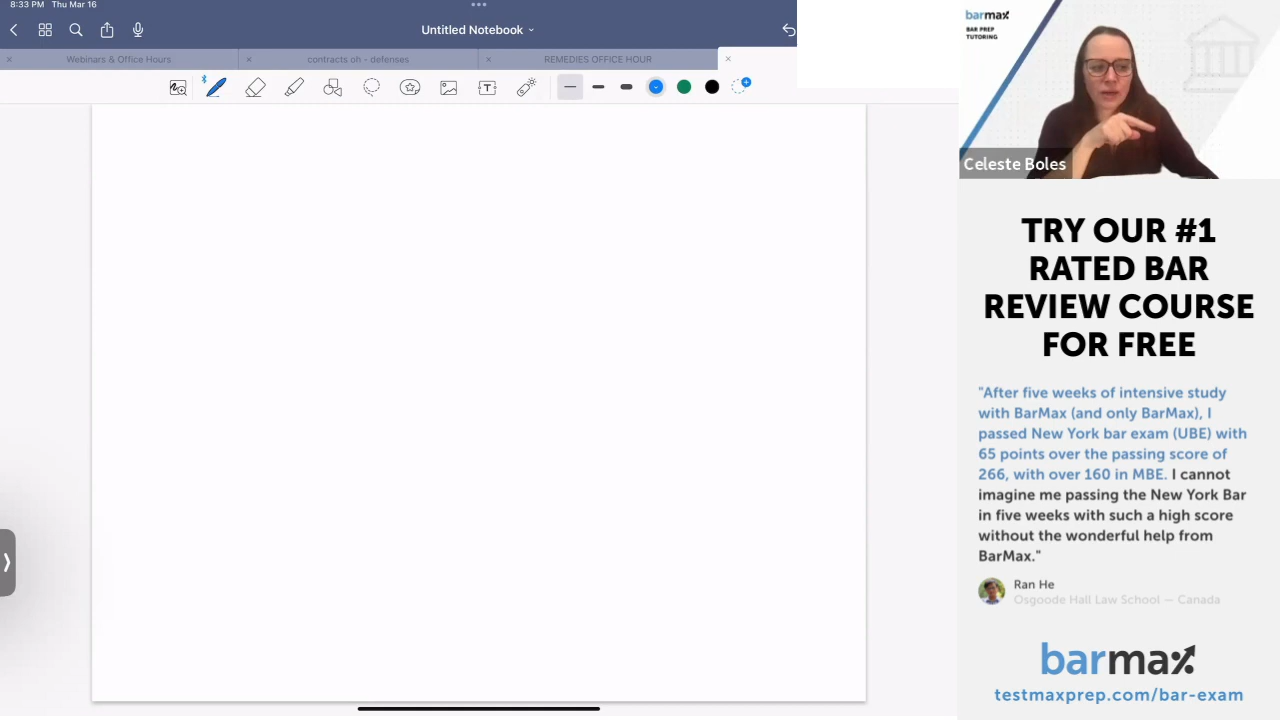 8:33 PM Thu Mar 16
Untitled Notebook
Webinars & Office Hours
contracts oh - defenses
REMEDIES OFFICE HOUR
barmax
BAR PREP
TUTORING
Celeste Boles
TRY OUR #1
RATED BAR
REVIEW COURSE
FOR FREE
"After five weeks of intensive study
with BarMax (and only BarMax), I
passed New York bar exam (UBE) with
65 points over the passing score of
266, with over 160 in MBE. I cannot
imagine me passing the New York Bar
in five weeks with such a high score
without the wonderful help from
BarMax."
Ran He
Osgoode Hall Law School — Canada
barmax
testmaxprep.com/bar-exam